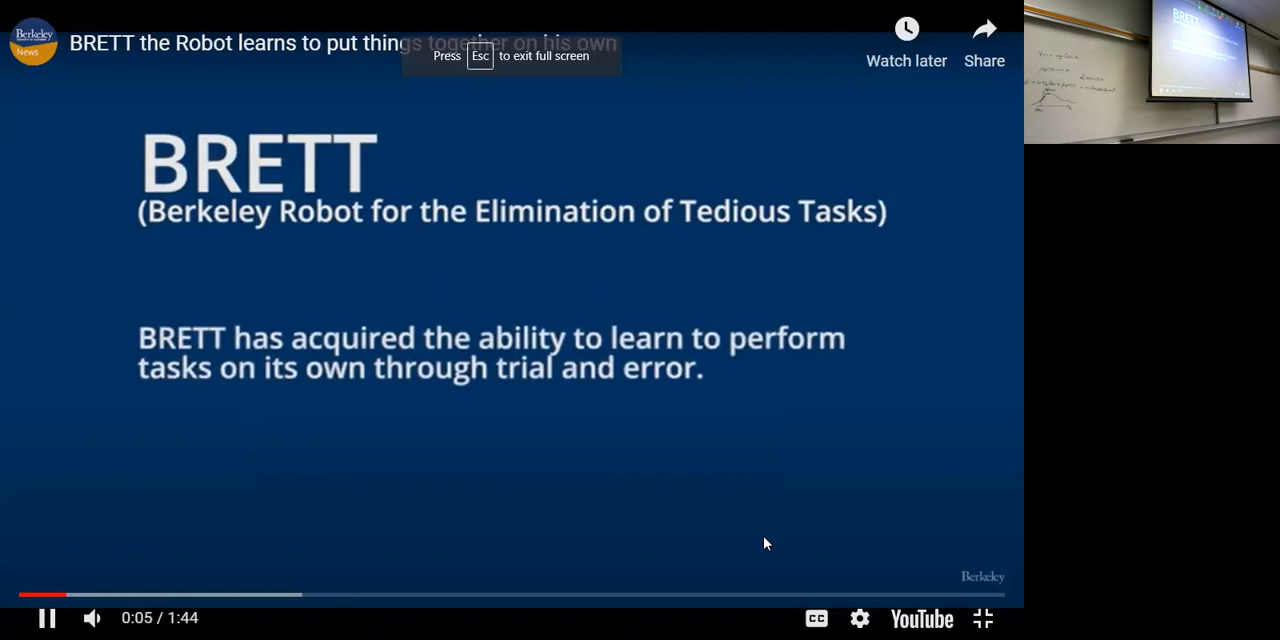 Berkeley
News
BRETT the Robot learns to put things together on his own
Press Esc to exit full screen
Watch later
Share
BRETT
(Berkeley Robot for the Elimination of Tedious Tasks)
BRETT has acquired the ability to learn to perform
tasks on its own through trial and error.
Berkeley
0:05 / 1:44
CC
YouTube
BRETT